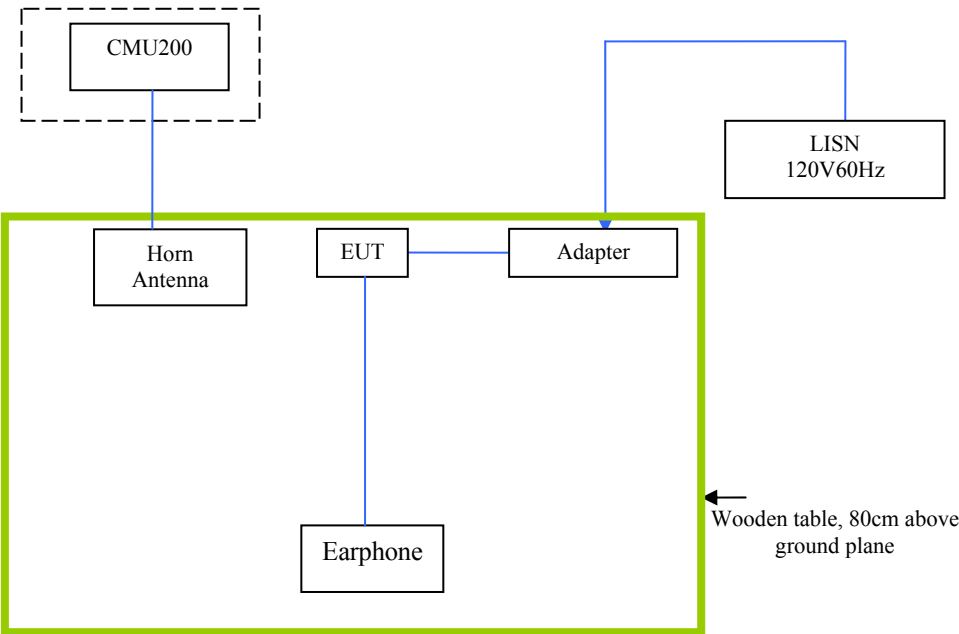 CMU200
LISN
120V60Hz
Horn
Antenna
EUT
Adapter
Wooden table, 80cm above
ground plane
Earphone